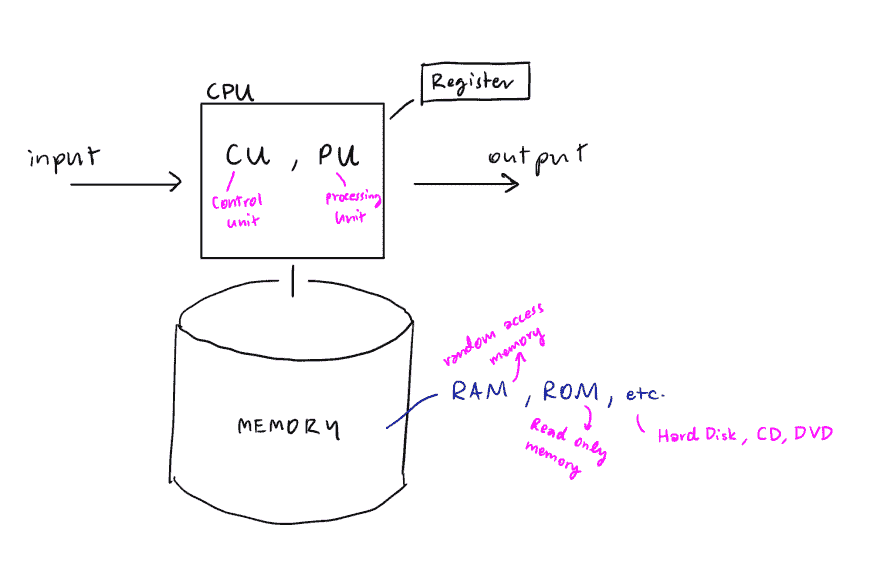 Register
CPU
input
CU , PU
output
Control
unit
processing
Unit
random access
memory
RAM , ROM , etc.
MEMORY
Read only
memory
Hard Disk , CD, DVD